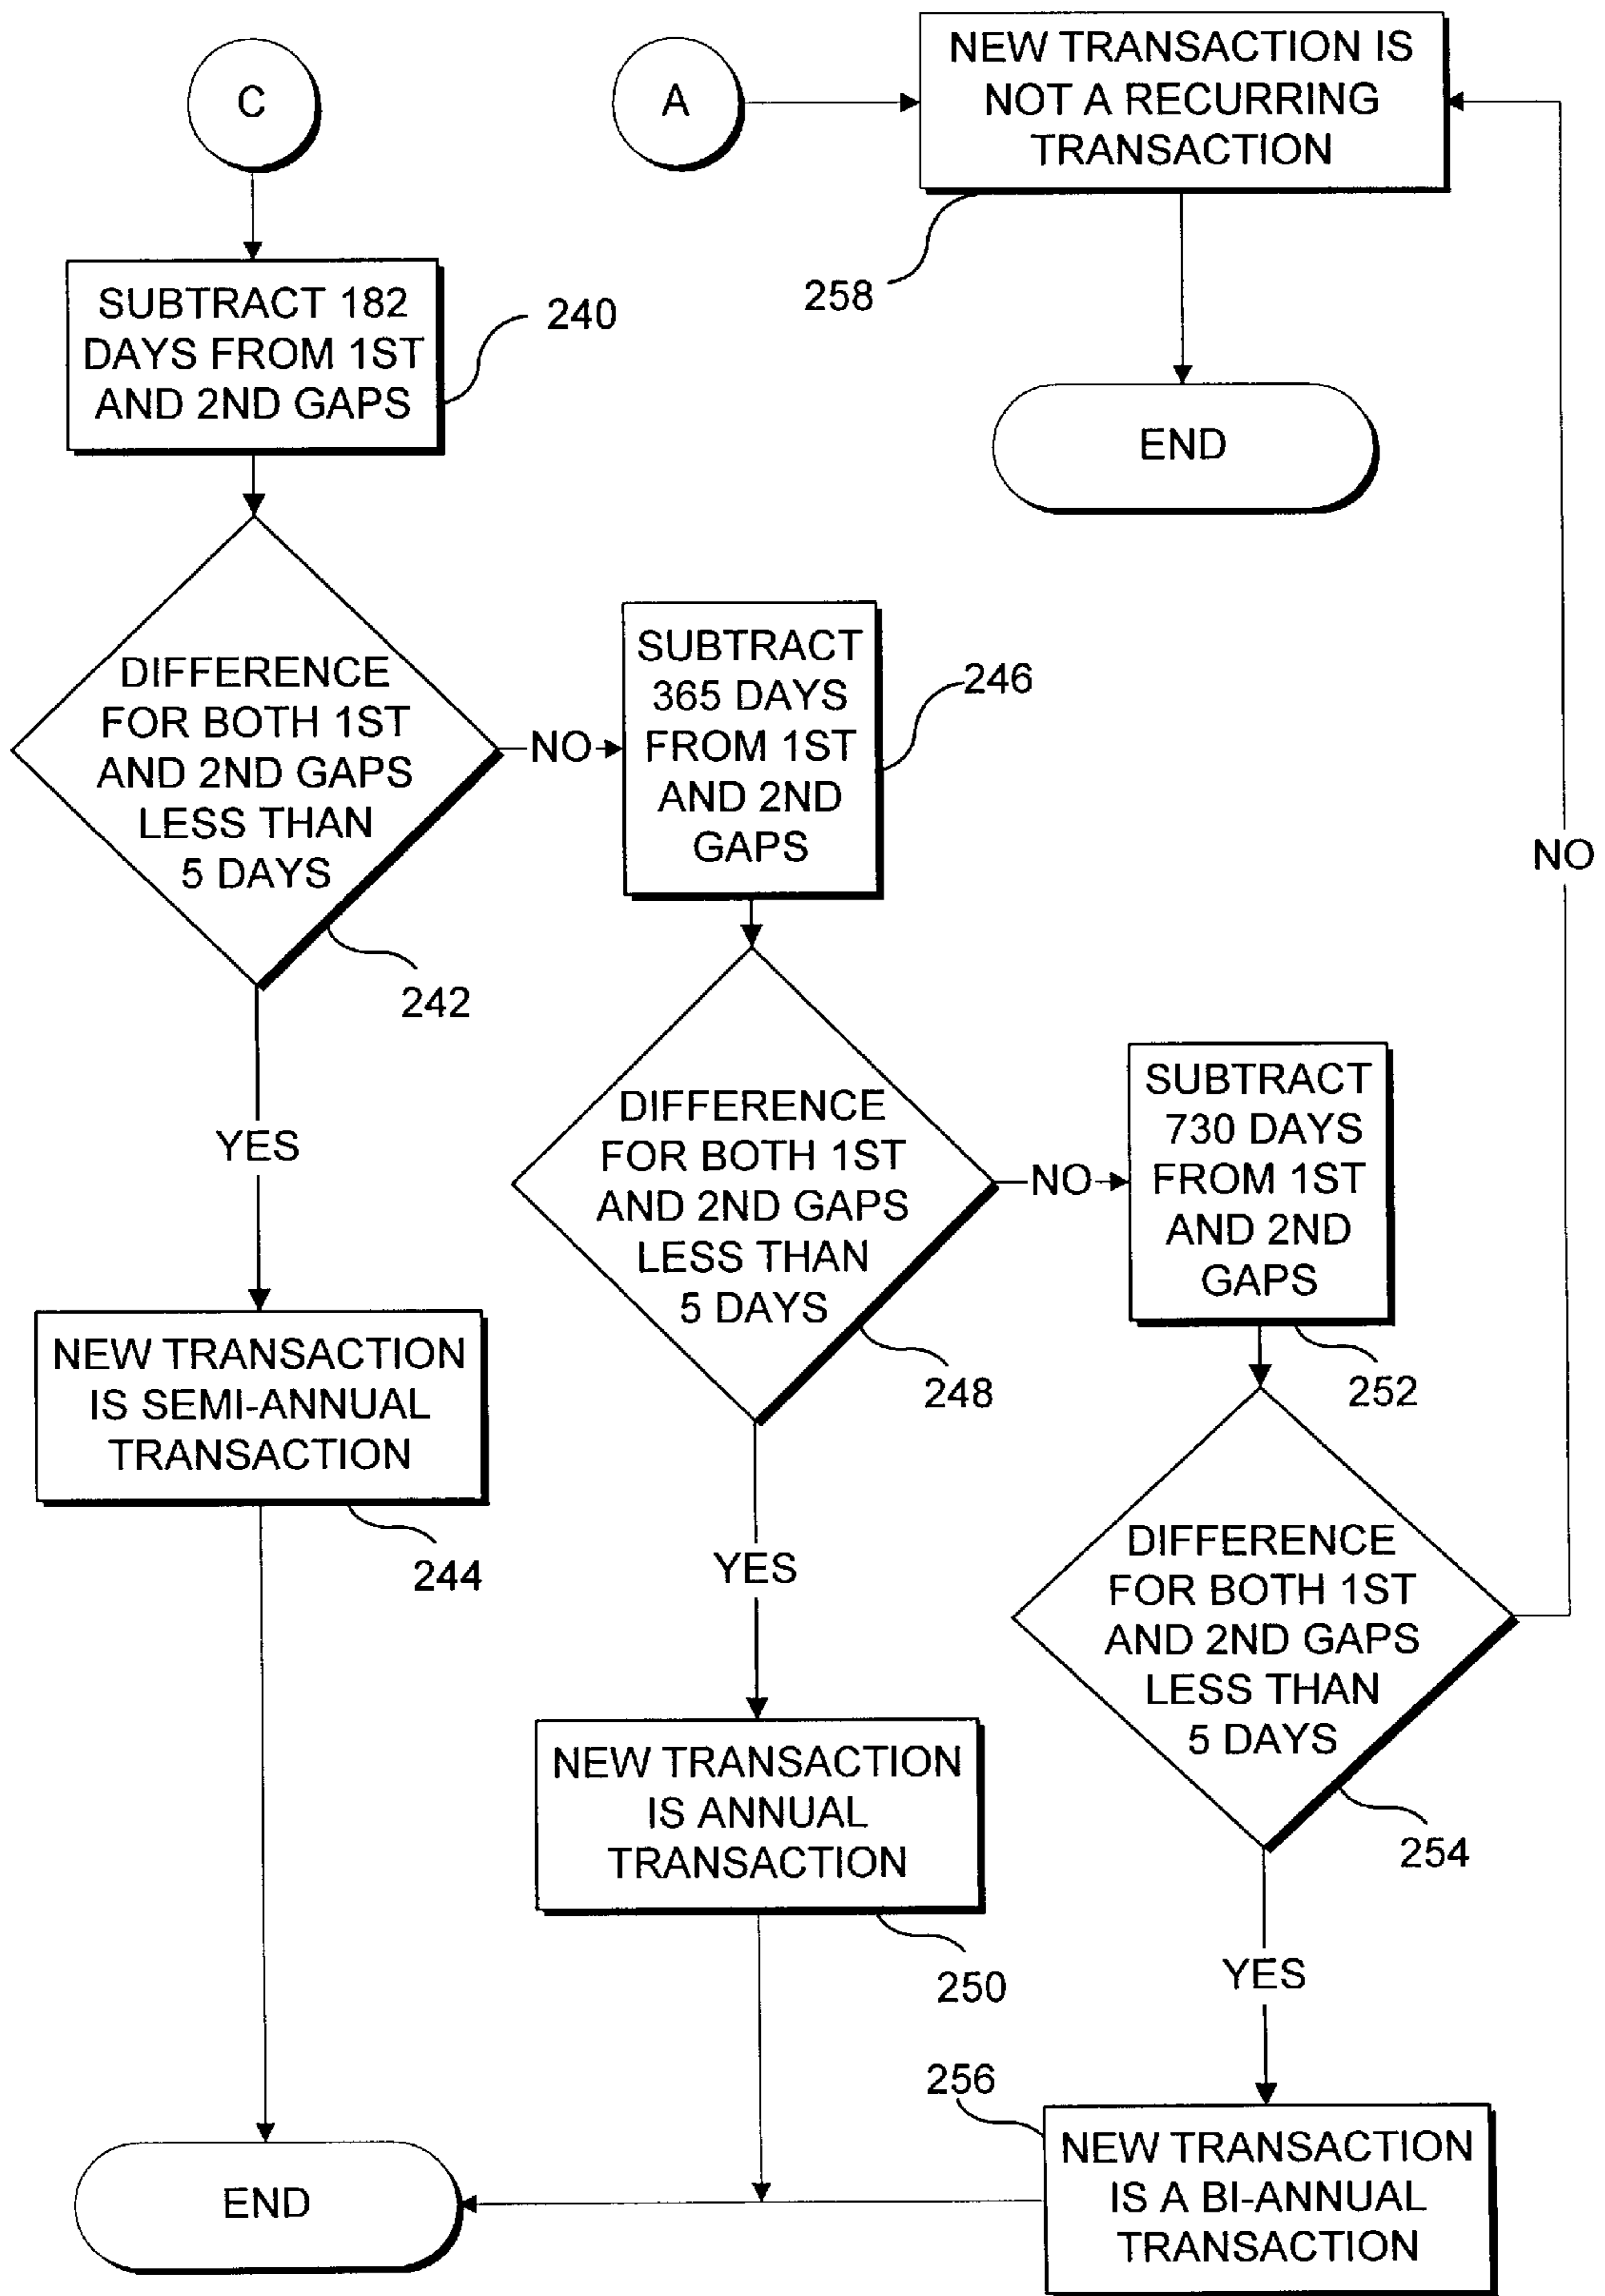 C
A
NEW TRANSACTION IS
NOT A RECURRING
TRANSACTION
258
END
SUBTRACT 182
DAYS FROM 1ST
AND 2ND GAPS
240
DIFFERENCE
FOR BOTH 1ST
AND 2ND GAPS
LESS THAN
5 DAYS
242
NO
SUBTRACT
365 DAYS
FROM 1ST
AND 2ND
GAPS
246
NO
YES
DIFFERENCE
FOR BOTH 1ST
AND 2ND GAPS
LESS THAN
5 DAYS
248
NO
SUBTRACT
730 DAYS
FROM 1ST
AND 2ND
GAPS
252
NEW TRANSACTION
IS SEMI-ANNUAL
TRANSACTION
244
YES
DIFFERENCE
FOR BOTH 1ST
AND 2ND GAPS
LESS THAN
5 DAYS
254
NEW TRANSACTION
IS ANNUAL
TRANSACTION
250
YES
256
NEW TRANSACTION
IS A BI-ANNUAL
TRANSACTION
END